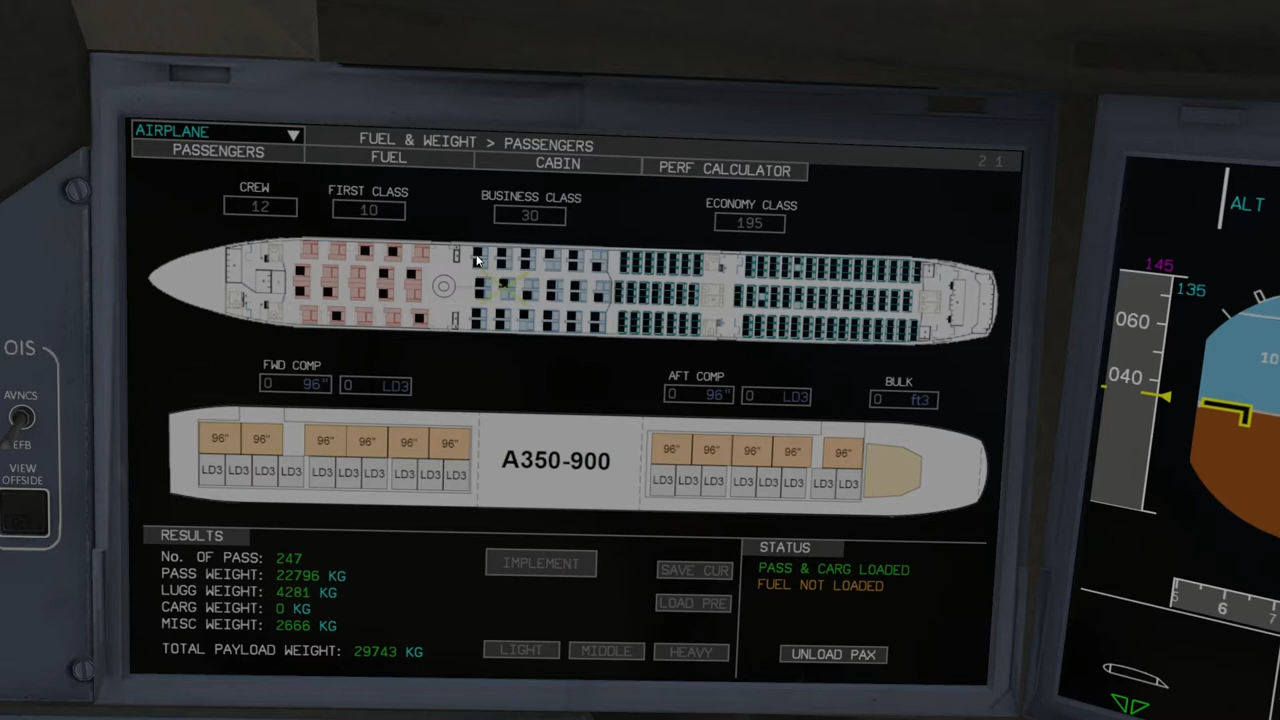 AIRPLANE
FUEL & WEIGHT > PASSENGERS
2 1
PASSENGERS FUEL CABIN PERF CALCULATOR
CREW FIRST CLASS BUSINESS CLASS ECONOMY CLASS
12 10 30 195
FWD COMP AFT COMP BULK
0 96" 0 LD3 0 96" 0 LD3 0 ft3
96" 96" 96" 96" 96" 96" 96" 96" 96" 96" 96"
A350-900
LD3 LD3 LD3 LD3 LD3 LD3 LD3 LD3 LD3 LD3 LD3 LD3 LD3 LD3 LD3 LD3 LD3 LD3
RESULTS
No. OF PASS: 247
PASS WEIGHT: 22796 KG
LUGG WEIGHT: 4281 KG
CARG WEIGHT: 0 KG
MISC WEIGHT: 2666 KG
TOTAL PAYLOAD WEIGHT: 29743 KG
IMPLEMENT
SAVE CUR
LOAD PRE
LIGHT MIDDLE HEAVY
STATUS
PASS & CARG LOADED
FUEL NOT LOADED
UNLOAD PAX
OIS
AVNCS
EFB
VIEW
OFFSIDE
ALT
145
135
060
040
10
5 6 7